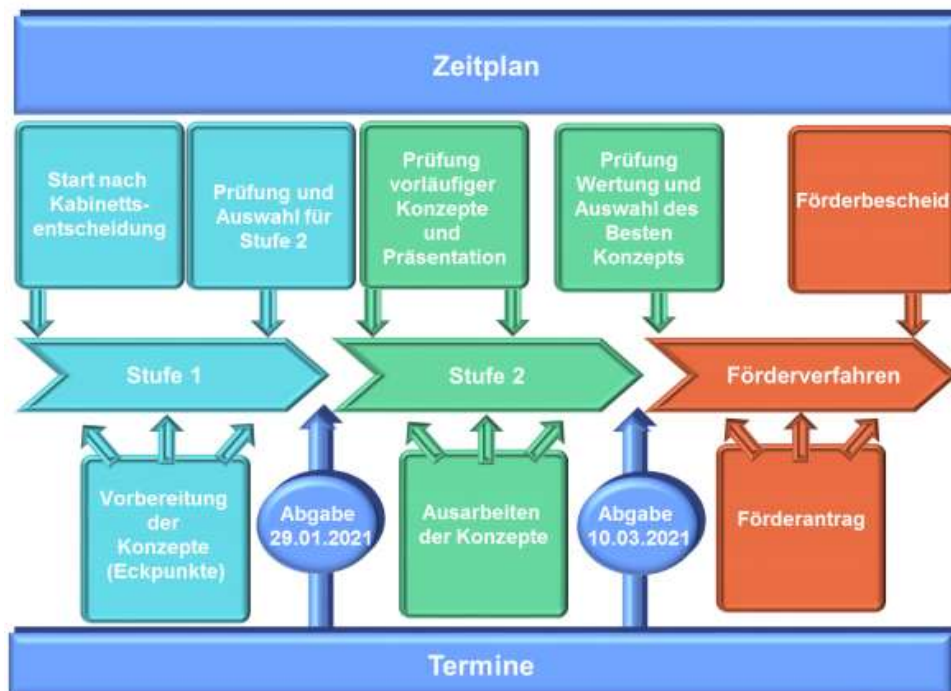 Zeitplan
Start nach
Kabinetts-
entscheidung
Prüfung und
Auswahl für
Stufe 2
Prüfung
vorläufiger
Konzepte
und
Präsentation
Prüfung
Wertung und
Auswahl des
Besten
Konzepts
Förderbescheid
Stufe 1
Stufe 2
Förderverfahren
Vorbereitung
der
Konzepte
(Eckpunkte)
Abgabe
29.01.2021
Ausarbeiten
der Konzepte
Abgabe
10.03.2021
Förderantrag
Termine